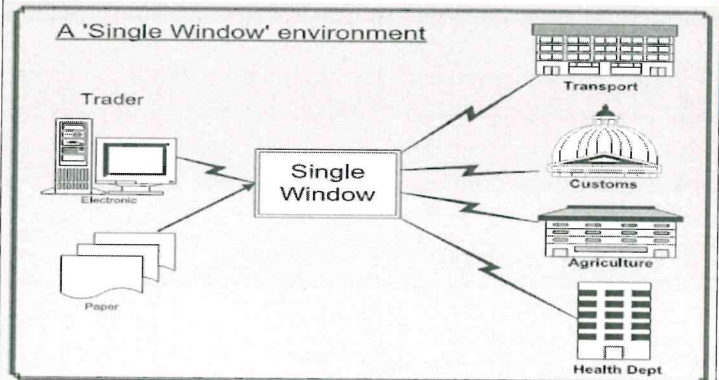 A 'Single Window' environment
Trader
Electronic
Paper
Single
Window
Transport
Customs
Agriculture
Health Dept